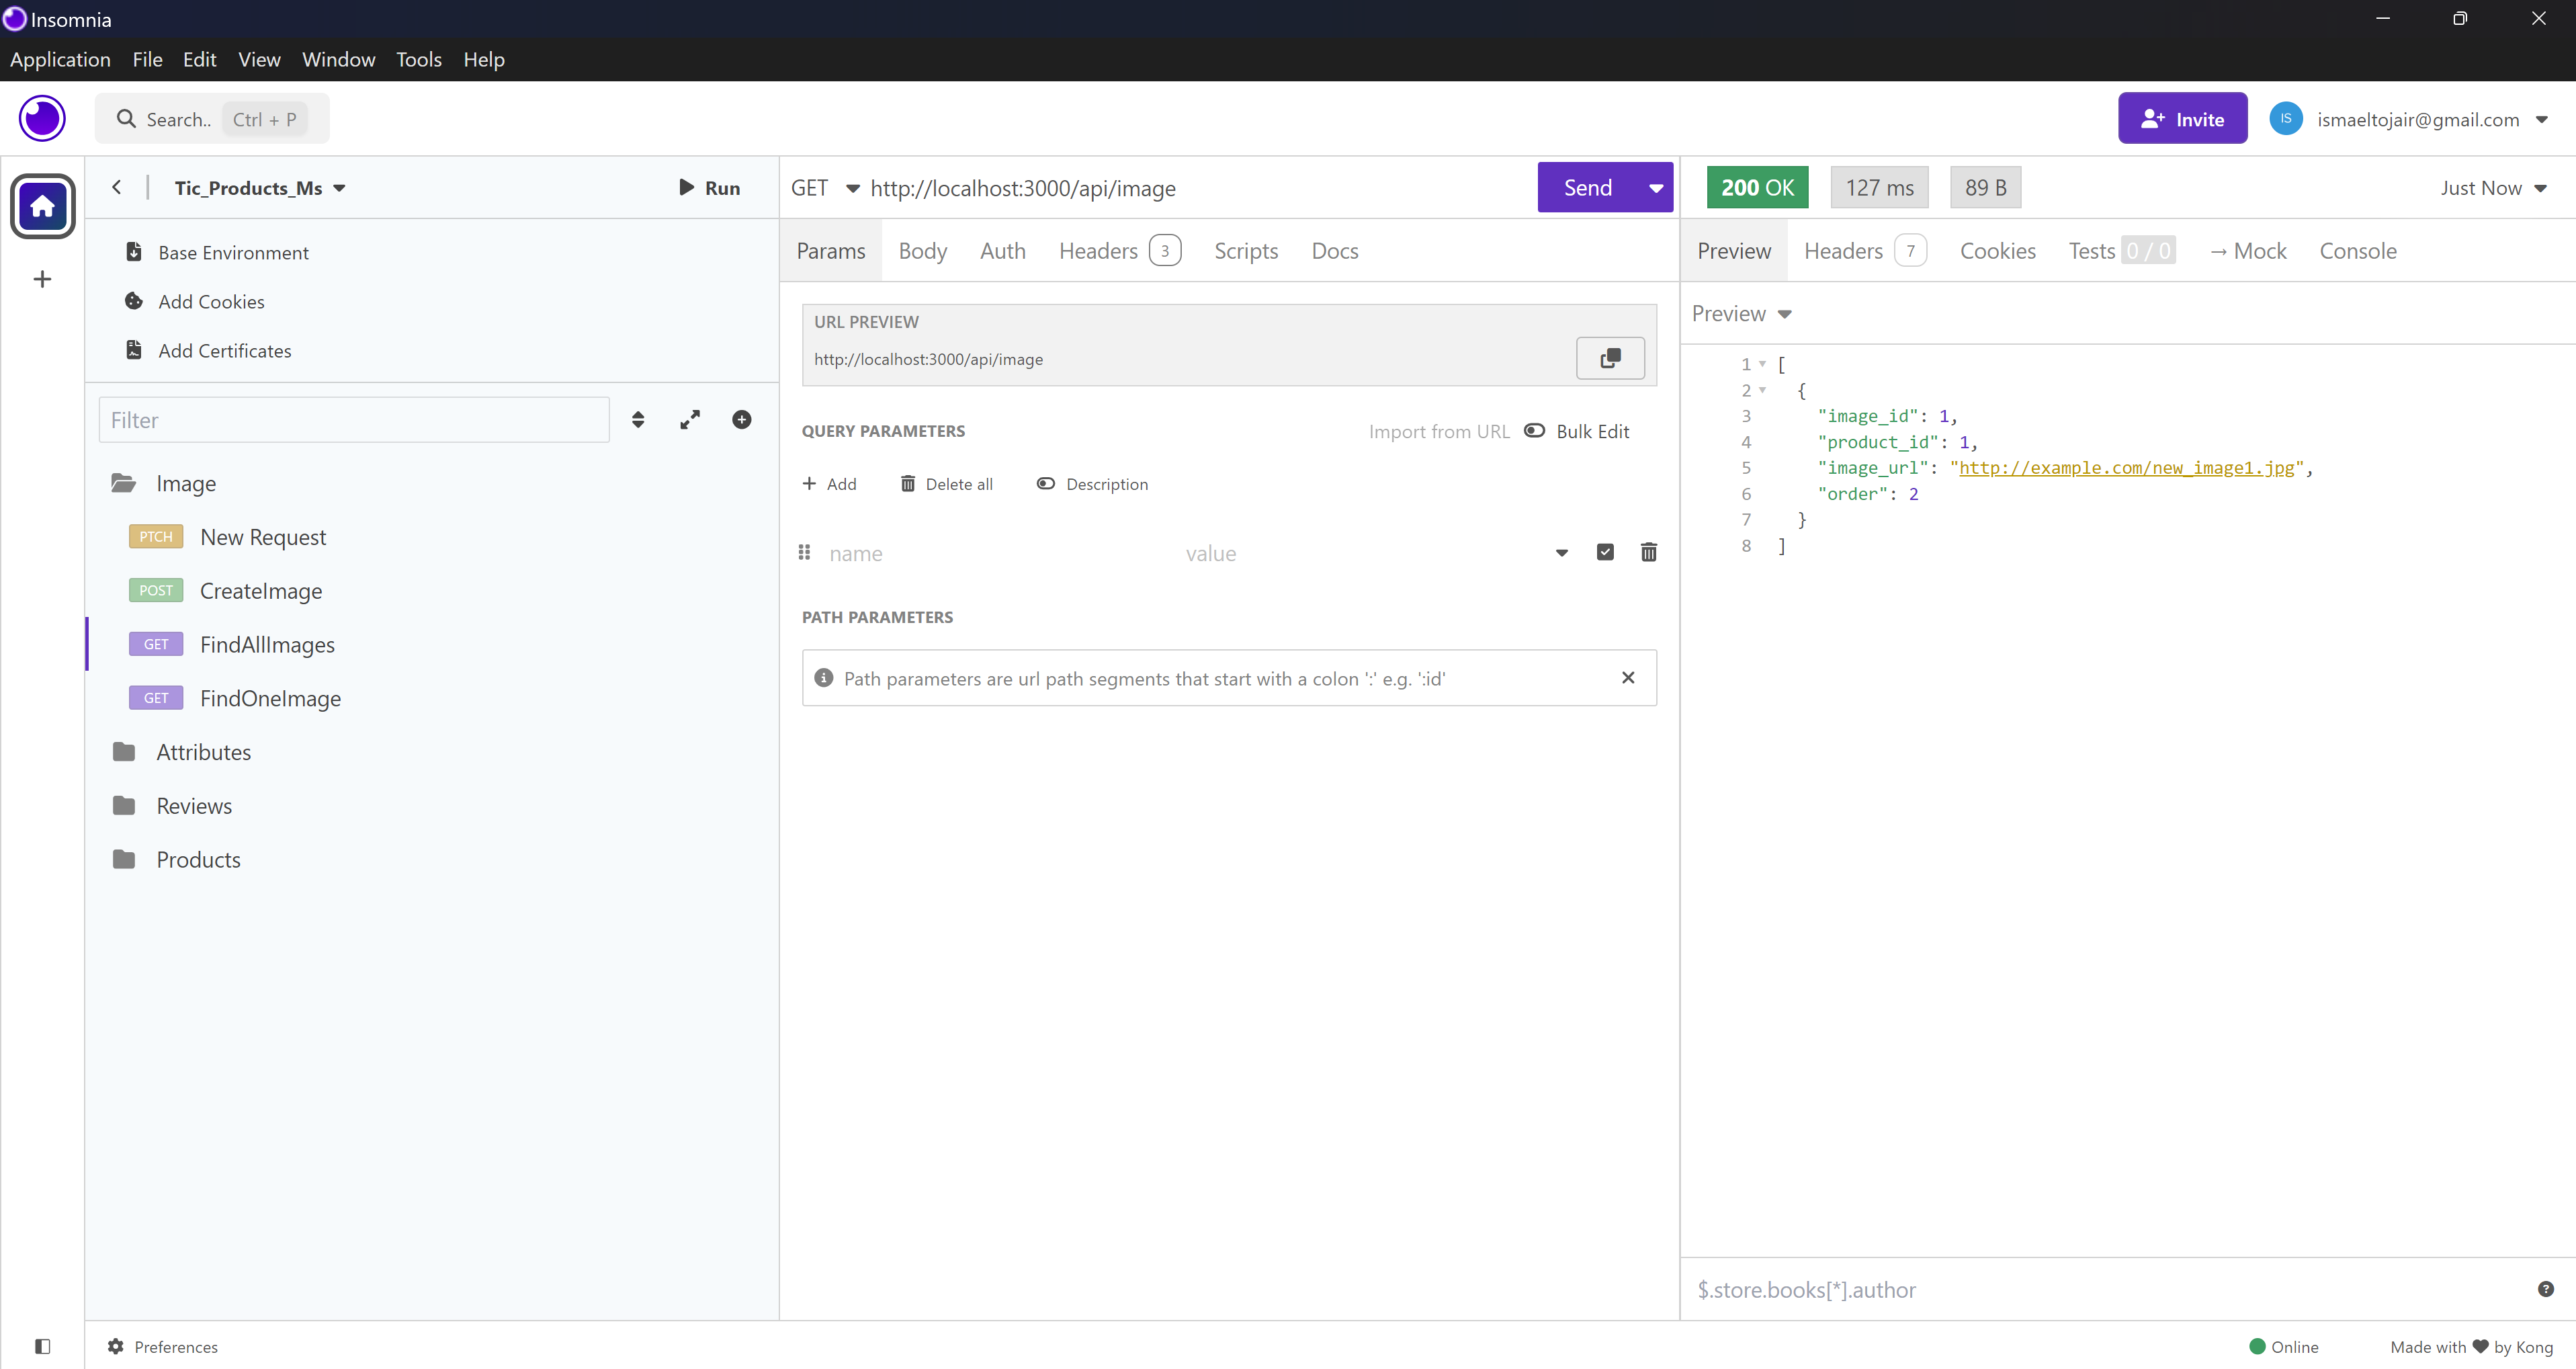 Insomnia
Application File Edit View Window Tools Help
Search.. Ctrl + P
Invite IS ismaeltojair@gmail.com
Tic_Products_Ms Run
Base Environment
Add Cookies
Add Certificates
Filter
Image
PTCH New Request
POST CreateImage
GET FindAllImages
GET FindOneImage
Attributes
Reviews
Products
GET http://localhost:3000/api/image Send
Params Body Auth Headers 3 Scripts Docs
URL PREVIEW
http://localhost:3000/api/image
QUERY PARAMETERS Import from URL Bulk Edit
+ Add Delete all Description
name value
PATH PARAMETERS
Path parameters are url path segments that start with a colon ':' e.g. ':id'
200 OK 127 ms 89 B Just Now
Preview Headers 7 Cookies Tests 0 / 0 → Mock Console
Preview
1 [
2 {
3 "image_id": 1,
4 "product_id": 1,
5 "image_url": "http://example.com/new_image1.jpg",
6 "order": 2
7 }
8 ]
$.store.books[*].author
Preferences
Online Made with ♥ by Kong